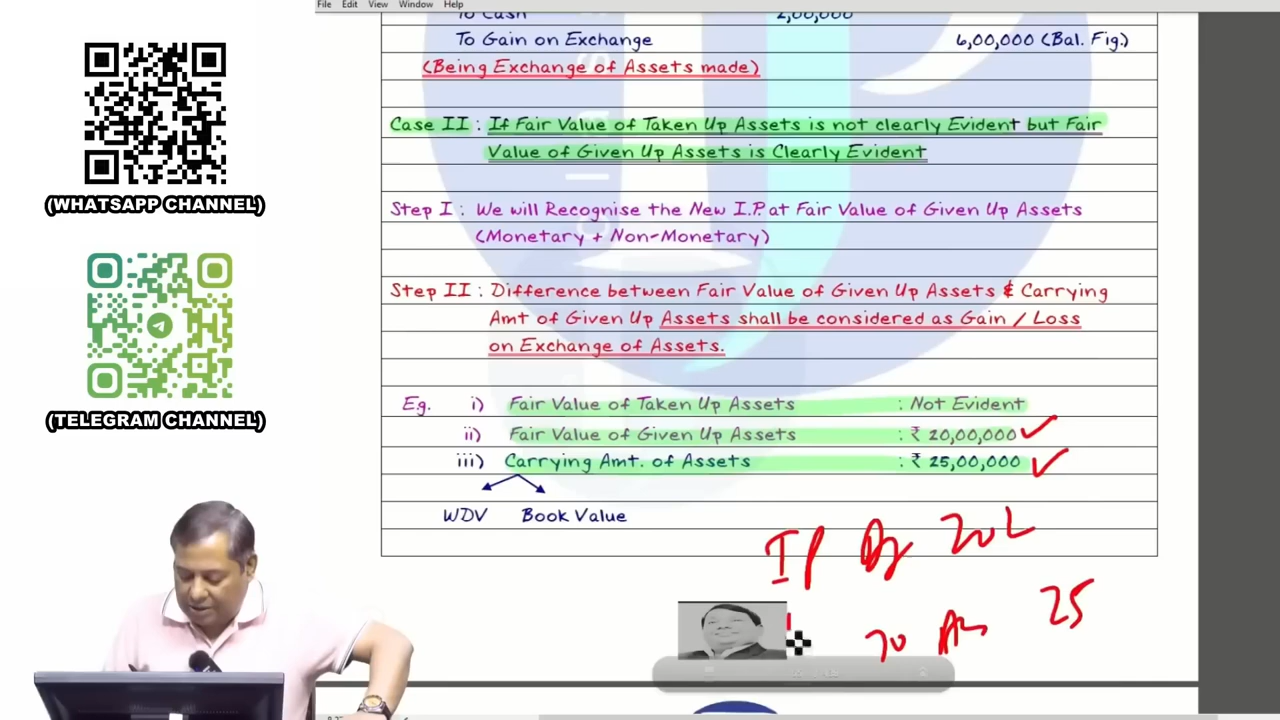 File Edit View Window Help
To Cash 2,00,000
To Gain on Exchange 6,00,000 (Bal. Fig.)
(Being Exchange of Assets made)
Case II : If Fair Value of Taken Up Assets is not clearly Evident but Fair
Value of Given Up Assets is Clearly Evident
Step I : We will Recognise the New I.P. at Fair Value of Given Up Assets
(Monetary + Non-Monetary)
Step II : Difference between Fair Value of Given Up Assets & Carrying
Amt of Given Up Assets shall be considered as Gain / Loss
on Exchange of Assets.
E.g. i) Fair Value of Taken Up Assets : Not Evident
ii) Fair Value of Given Up Assets : ₹ 20,00,000
iii) Carrying Amt. of Assets : ₹ 25,00,000
WDV Book Value
IP Dr 20L
25
(WHATSAPP CHANNEL)
(TELEGRAM CHANNEL)